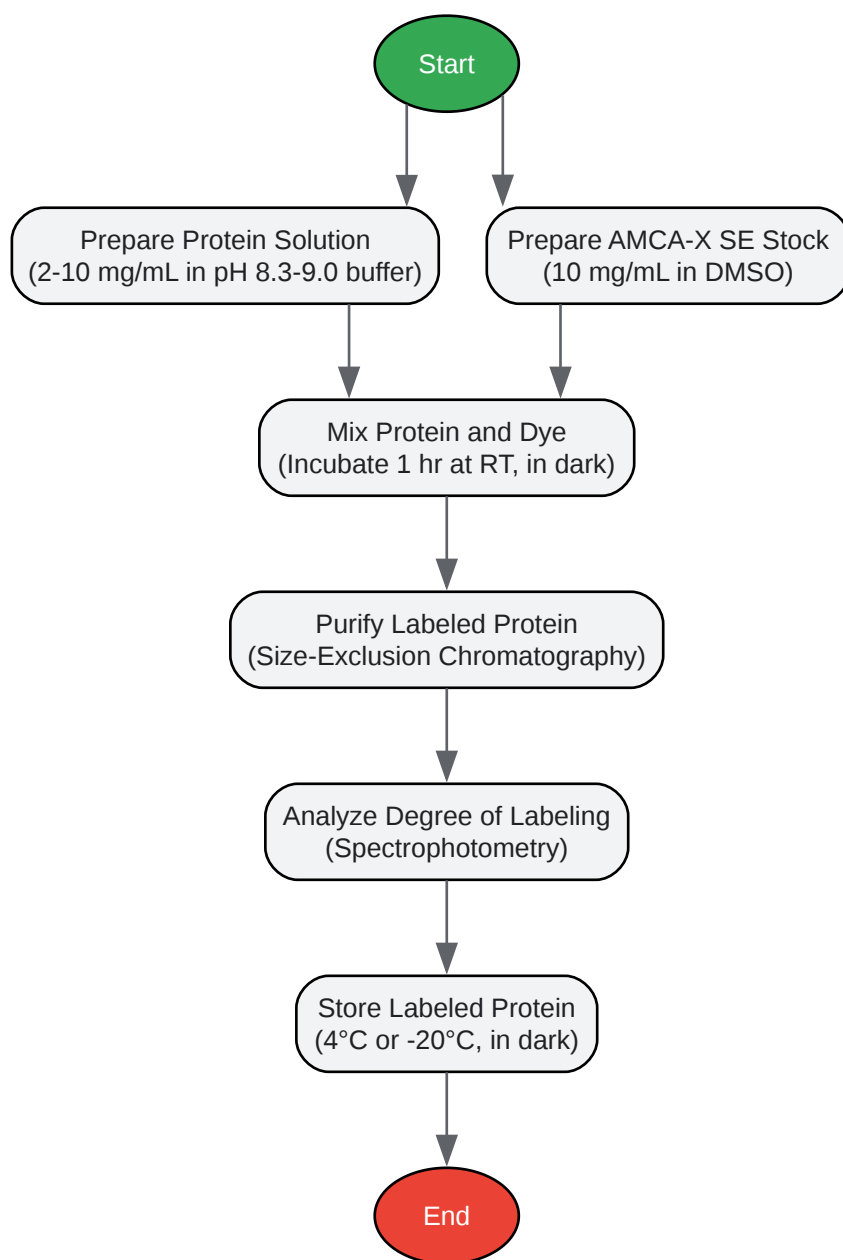 Start
Prepare Protein Solution
(2-10 mg/mL in pH 8.3-9.0 buffer)
Prepare AMCA-X SE Stock
(10 mg/mL in DMSO)
Mix Protein and Dye
(Incubate 1 hr at RT, in dark)
Purify Labeled Protein
(Size-Exclusion Chromatography)
Analyze Degree of Labeling
(Spectrophotometry)
Store Labeled Protein
(4°C or -20°C, in dark)
End